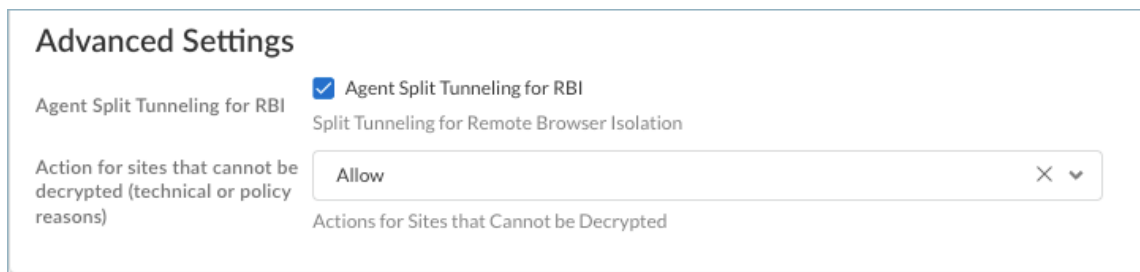 Advanced Settings
Agent Split Tunneling for RBI
Agent Split Tunneling for RBI
Split Tunneling for Remote Browser Isolation
Action for sites that cannot be
decrypted (technical or policy
reasons)
Allow
Actions for Sites that Cannot be Decrypted